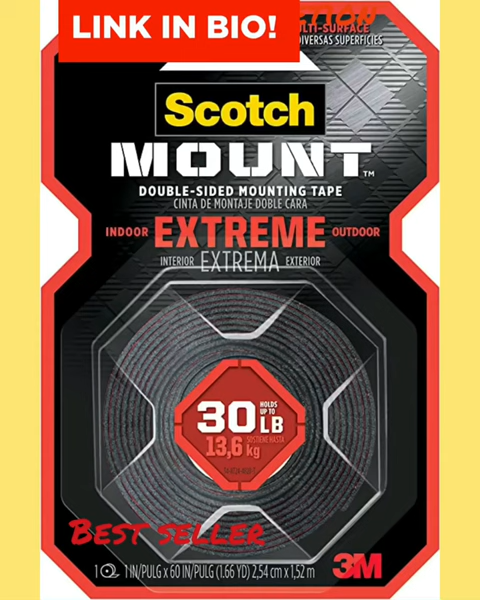 LINK IN BIO!
MULTI-SURFACE
DIVERSAS SUPERFICIES
Scotch
MOUNT™
DOUBLE-SIDED MOUNTING TAPE
CINTA DE MONTAJE DOBLE CARA
INDOOR EXTREME OUTDOOR
INTERIOR EXTREMA EXTERIOR
30 HOLDS UP TO LB
13,6 SOSTIENE HASTA kg
BEST SELLER
1 1 IN/PULG x 60 IN/PULG (1.66 YD) 2,54 cm x 1,52 m
3M